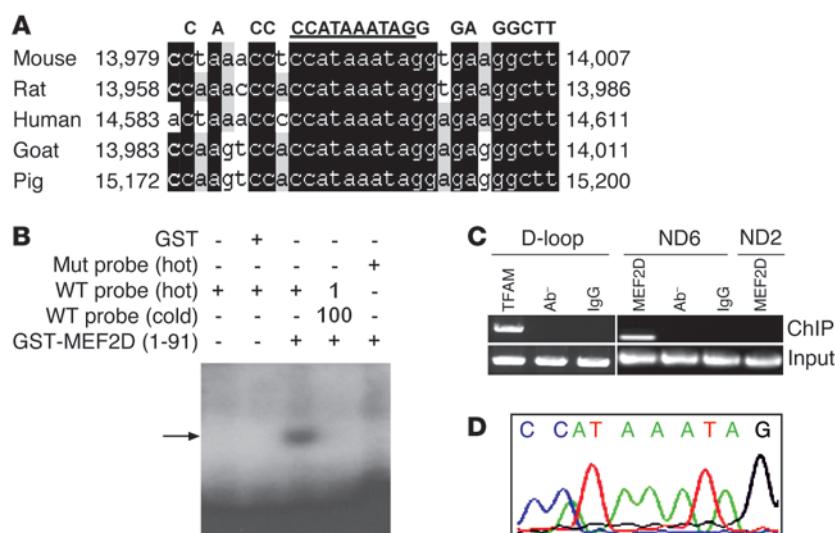 A
C A CC CCATAAATAGG GA GGCTT
Mouse 13,979 cctaaacctccataaataggtgaaggctt 14,007
Rat 13,958 ccaaacccaccataaataggtgaaggctt 13,986
Human 14,583 actaaacccccataaataggagaaggctt 14,611
Goat 13,983 ccaagtccaccataaataggagagggctt 14,011
Pig 15,172 ccaagtccaccataaataggagagggctt 15,200
B
GST - + - - -
Mut probe (hot) - - - - +
WT probe (hot) + + + 1 -
WT probe (cold) - - - 100 -
GST-MEF2D (1-91) - - + + +
C
D-loop ND6 ND2
TFAM Ab⁻ IgG MEF2D Ab⁻ IgG MEF2D
ChIP
Input
D
C C A T A A A T A G